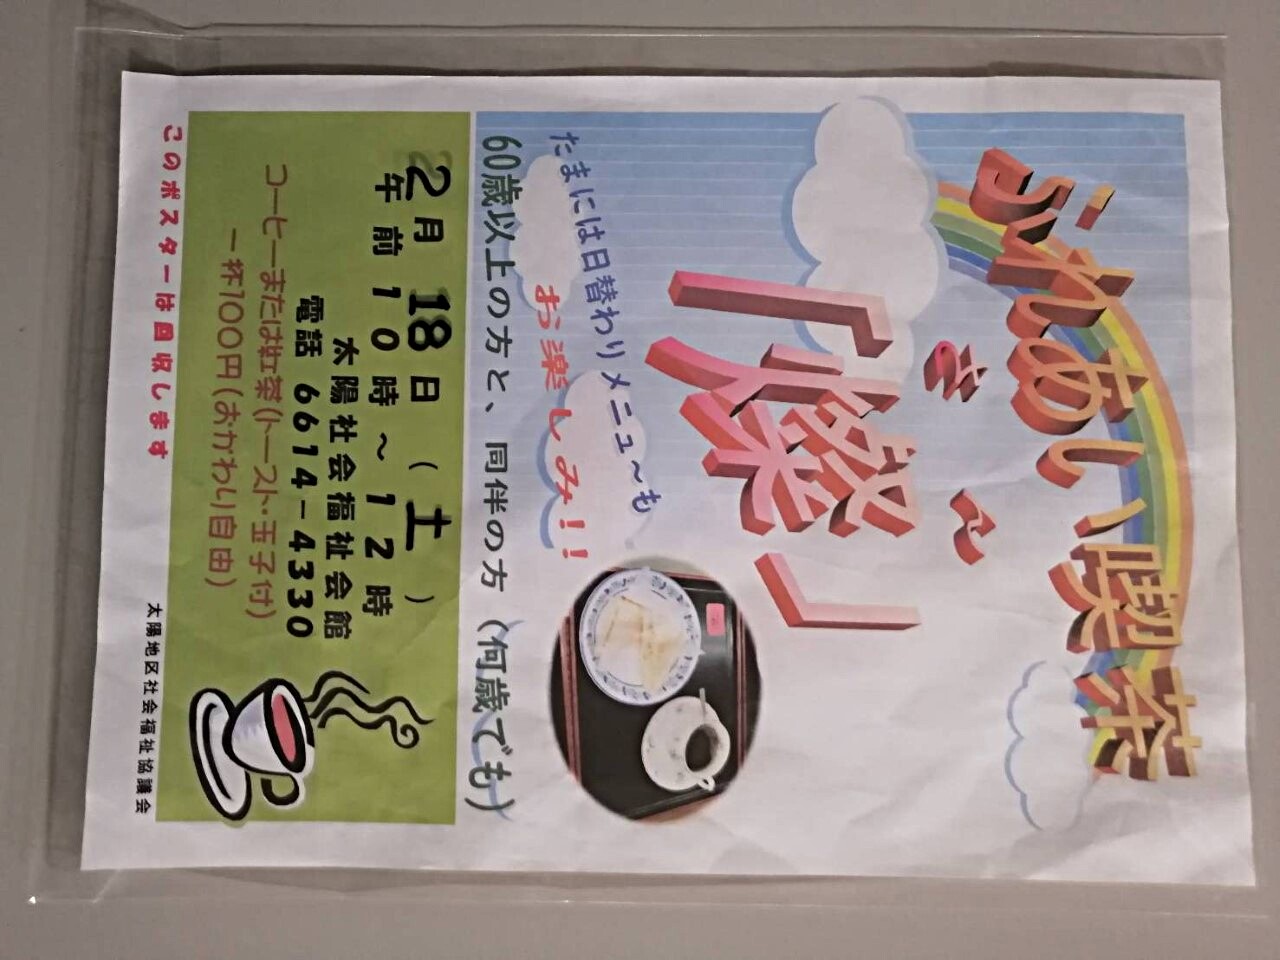 ふれあい喫茶
さん
「燦」
たまには日替わりメニュ～も
お楽しみ!!
60歳以上の方と、同伴の方（何歳でも）
2月 18日（土）
午前 10時～12時
太陽社会福祉会館
電話 6614－4330
コーヒーまたは紅茶（トースト・玉子付）
一杯100円（おかわり自由）
このポスターは回収します
太陽地区社会福祉協議会